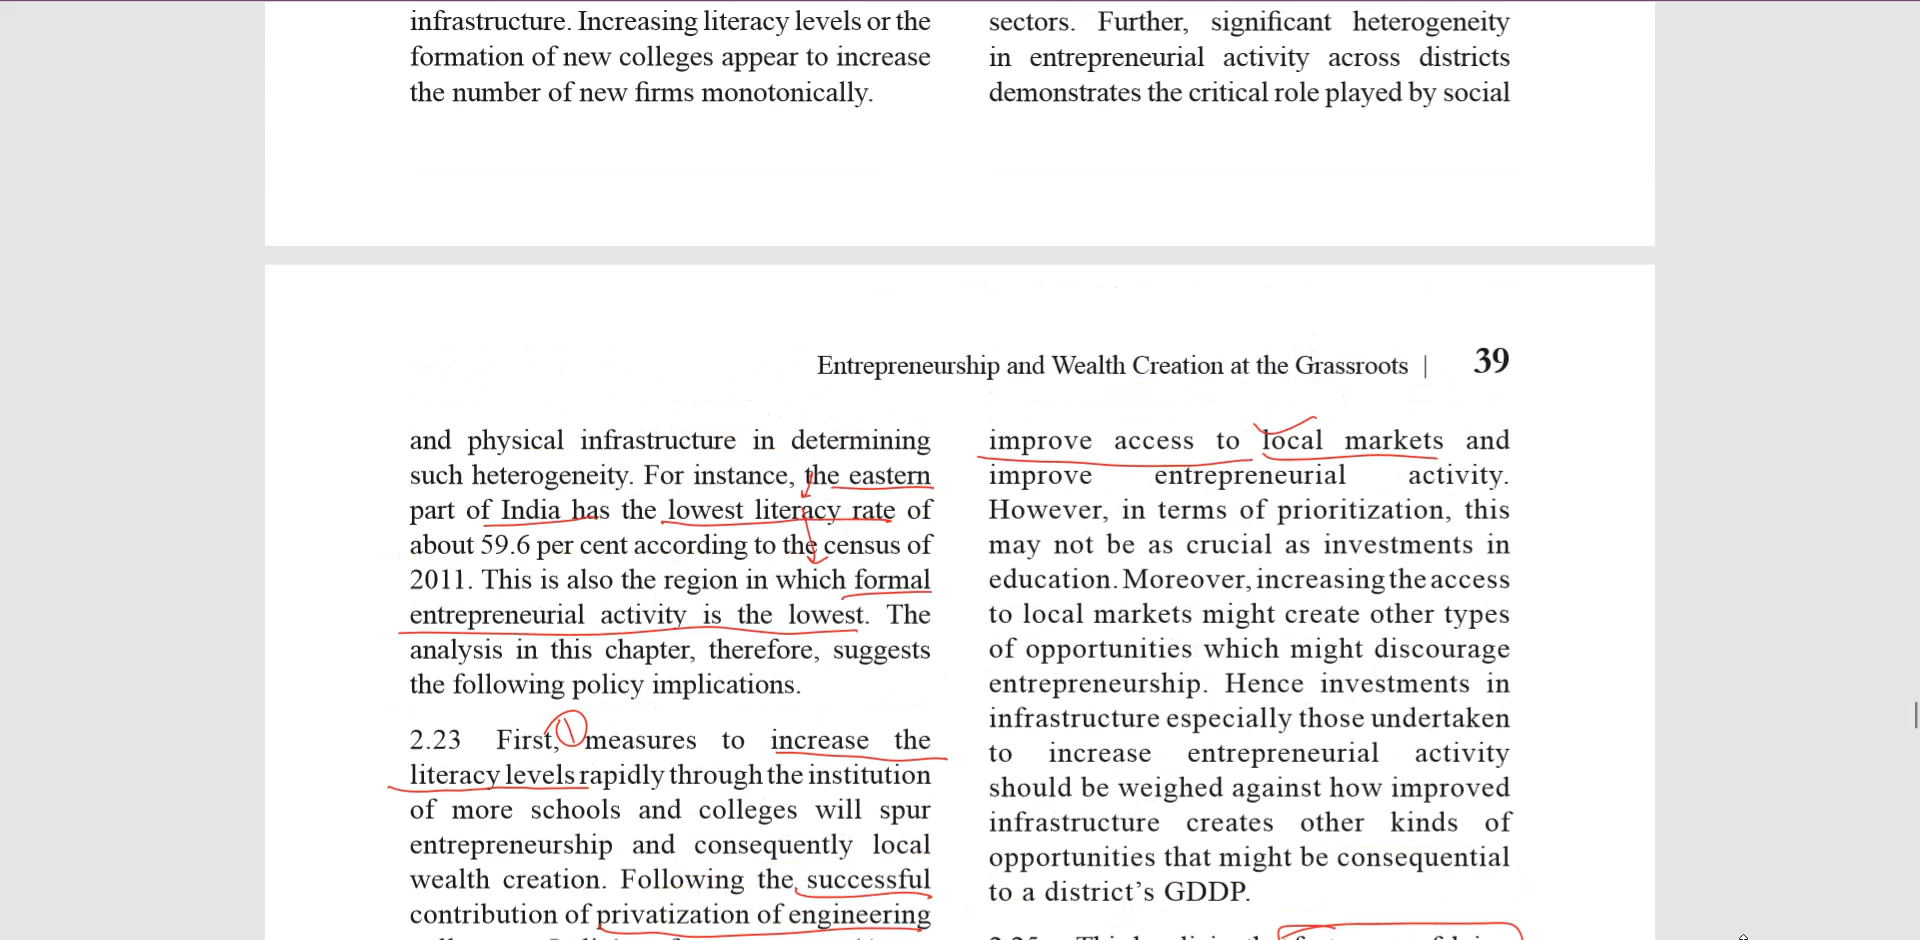 infrastructure. Increasing literacy levels or the
formation of new colleges appear to increase
the number of new firms monotonically.
sectors. Further, significant heterogeneity
in entrepreneurial activity across districts
demonstrates the critical role played by social
Entrepreneurship and Wealth Creation at the Grassroots | 39
and physical infrastructure in determining
such heterogeneity. For instance, the eastern
part of India has the lowest literacy rate of
about 59.6 per cent according to the census of
2011. This is also the region in which formal
entrepreneurial activity is the lowest. The
analysis in this chapter, therefore, suggests
the following policy implications.
2.23 First, 1 measures to increase the
literacy levels rapidly through the institution
of more schools and colleges will spur
entrepreneurship and consequently local
wealth creation. Following the successful
contribution of privatization of engineering
improve access to local markets and
improve entrepreneurial activity.
However, in terms of prioritization, this
may not be as crucial as investments in
education. Moreover, increasing the access
to local markets might create other types
of opportunities which might discourage
entrepreneurship. Hence investments in
infrastructure especially those undertaken
to increase entrepreneurial activity
should be weighed against how improved
infrastructure creates other kinds of
opportunities that might be consequential
to a district's GDDP.